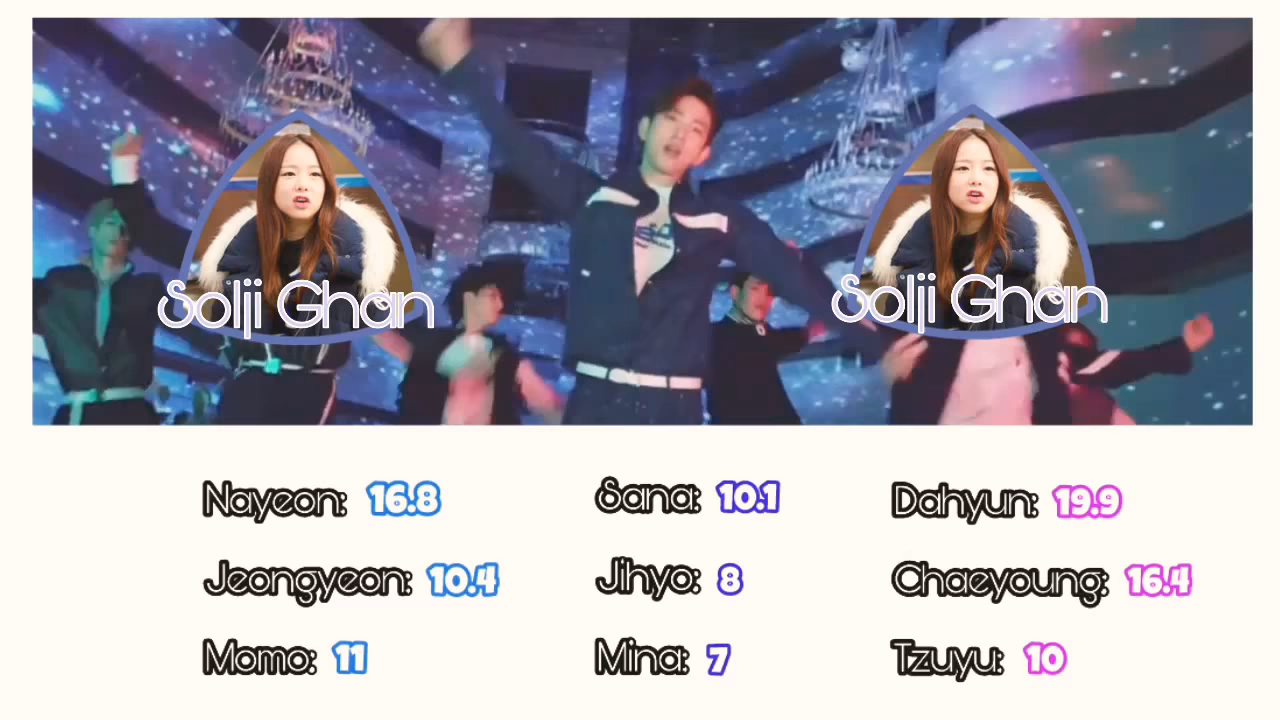 Solji Ghan
Solji Ghan
Nayeon: 16.8
Sana: 10.1
Dahyun: 19.9
Jeongyeon: 10.4
Jihyo: 8
Chaeyoung: 16.4
Momo: 11
Mina: 7
Tzuyu: 10